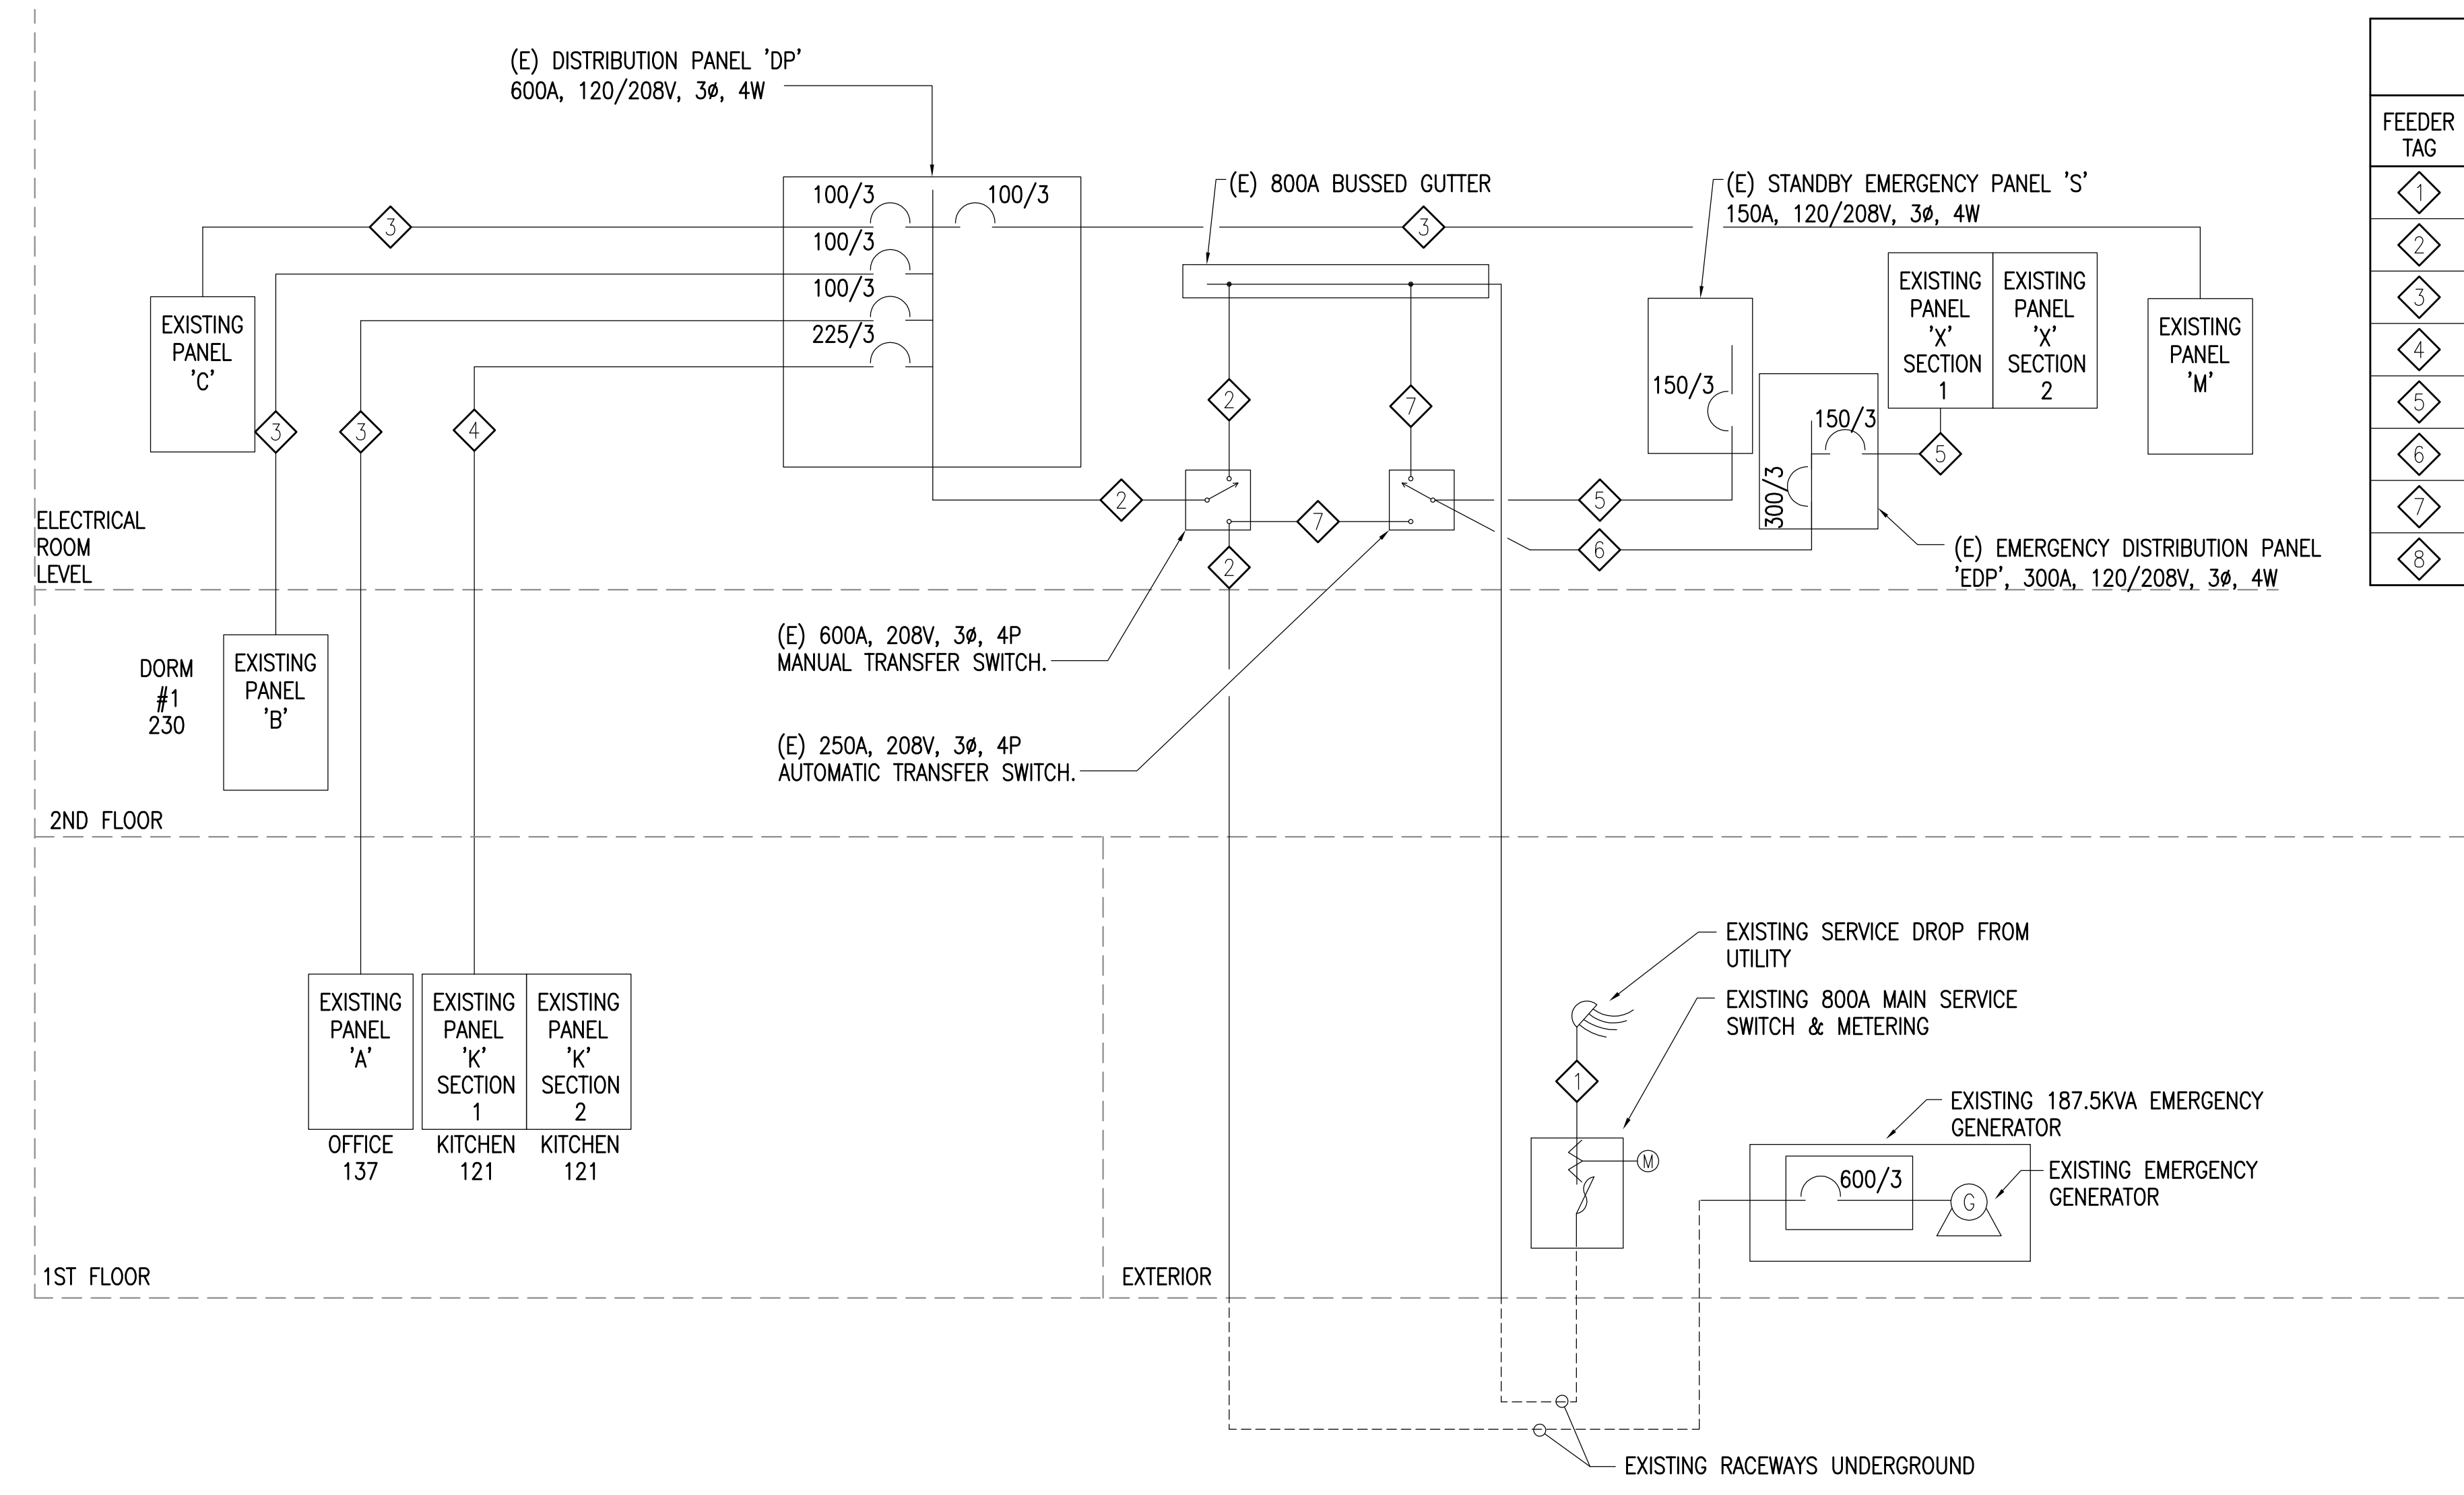 (E) DISTRIBUTION PANEL 'DP'
600A, 120/208V, 3ø, 4W
100/3
100/3
100/3
100/3
225/3
3
3
3
4
EXISTING
PANEL
'C'
(E) 800A BUSSED GUTTER
3
2
7
2
7
2
(E) STANDBY EMERGENCY PANEL 'S'
150A, 120/208V, 3ø, 4W
150/3
EXISTING
PANEL
'X'
SECTION
1
EXISTING
PANEL
'X'
SECTION
2
EXISTING
PANEL
'M'
150/3
300/3
5
5
6
(E) EMERGENCY DISTRIBUTION PANEL
'EDP', 300A, 120/208V, 3ø, 4W
FEEDER
TAG
1
2
3
4
5
6
7
8
ELECTRICAL
ROOM
LEVEL
DORM
#1
230
EXISTING
PANEL
'B'
(E) 600A, 208V, 3ø, 4P
MANUAL TRANSFER SWITCH.
(E) 250A, 208V, 3ø, 4P
AUTOMATIC TRANSFER SWITCH.
2ND FLOOR
EXISTING
PANEL
'A'
OFFICE
137
EXISTING
PANEL
'K'
SECTION
1
KITCHEN
121
EXISTING
PANEL
'K'
SECTION
2
KITCHEN
121
EXISTING SERVICE DROP FROM
UTILITY
EXISTING 800A MAIN SERVICE
SWITCH & METERING
1
M
EXISTING 187.5KVA EMERGENCY
GENERATOR
600/3
G
EXISTING EMERGENCY
GENERATOR
1ST FLOOR
EXTERIOR
EXISTING RACEWAYS UNDERGROUND